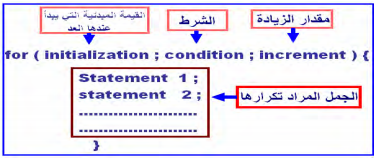 القيمة المبدئية التي يبدأ عندها العد
الشرط
مقدار الزيادة
for ( initialization ; condition ; increment ) {
Statement 1 ;
statement 2 ;
الجمل المراد تكرارها
.........................
.........................
}